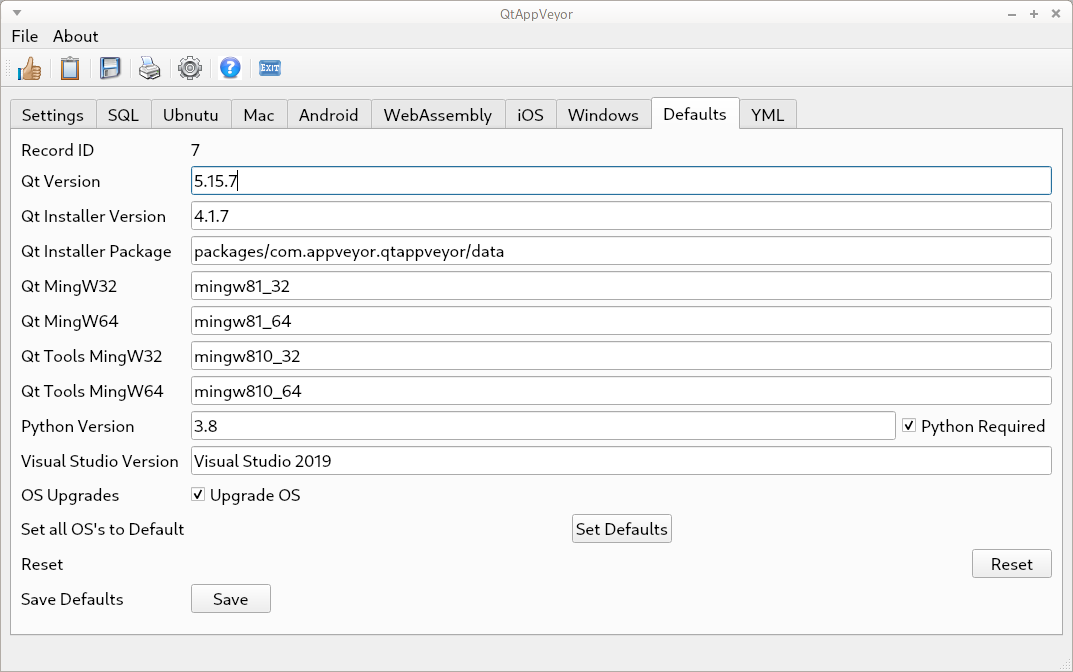 QtAppVeyor
File About
EXIT
Settings SQL Ubnutu Mac Android WebAssembly iOS Windows Defaults YML
Record ID 7
Qt Version 5.15.7
Qt Installer Version 4.1.7
Qt Installer Package packages/com.appveyor.qtappveyor/data
Qt MingW32 mingw81_32
Qt MingW64 mingw81_64
Qt Tools MingW32 mingw810_32
Qt Tools MingW64 mingw810_64
Python Version 3.8 Python Required
Visual Studio Version Visual Studio 2019
OS Upgrades Upgrade OS
Set all OS's to Default Set Defaults
Reset Reset
Save Defaults Save